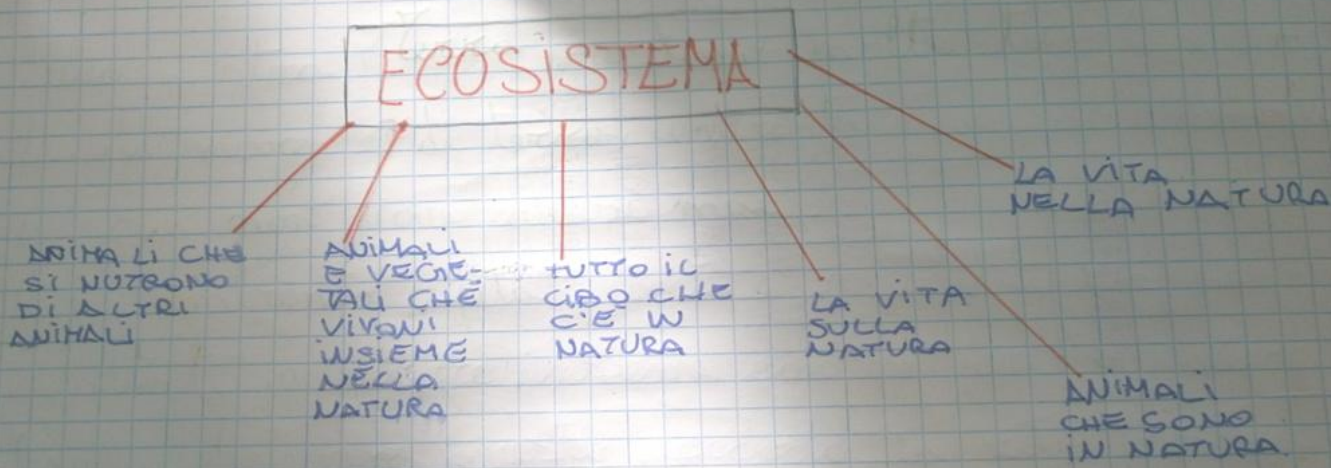 ECOSISTEMA
ANIMALI CHE
SI NUTRONO
DI ALTRI
ANIMALI
ANIMALI
E VEGE-
TALI CHE
VIVONI
INSIEME
NELLA
NATURA
TUTTO IL
CIBO CHE
C'È IN
NATURA
LA VITA
SULLA
NATURA
LA VITA
NELLA NATURA
ANIMALI
CHE SONO
IN NATURA.